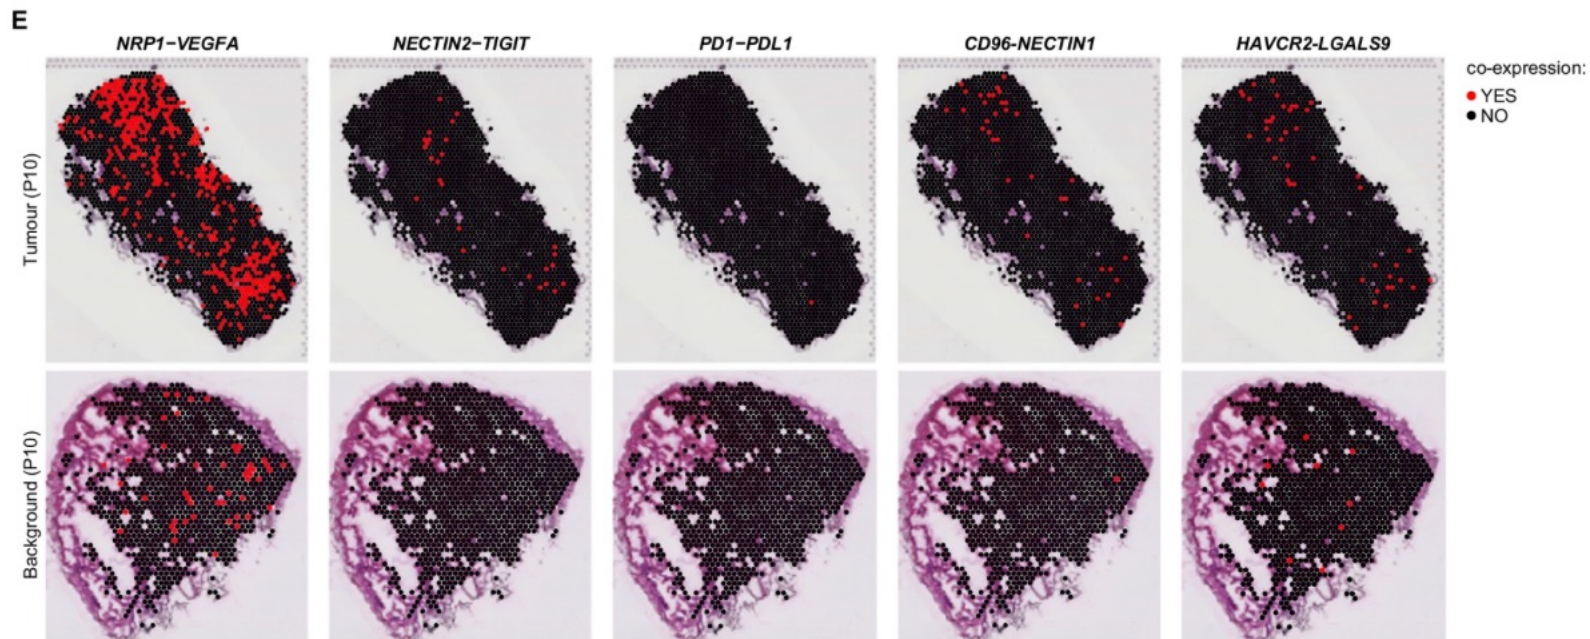 E
NRP1−VEGFA
NECTIN2−TIGIT
PD1−PDL1
CD96-NECTIN1
HAVCR2-LGALS9
co-expression:
YES
NO
Tumour (P10)
Background (P10)